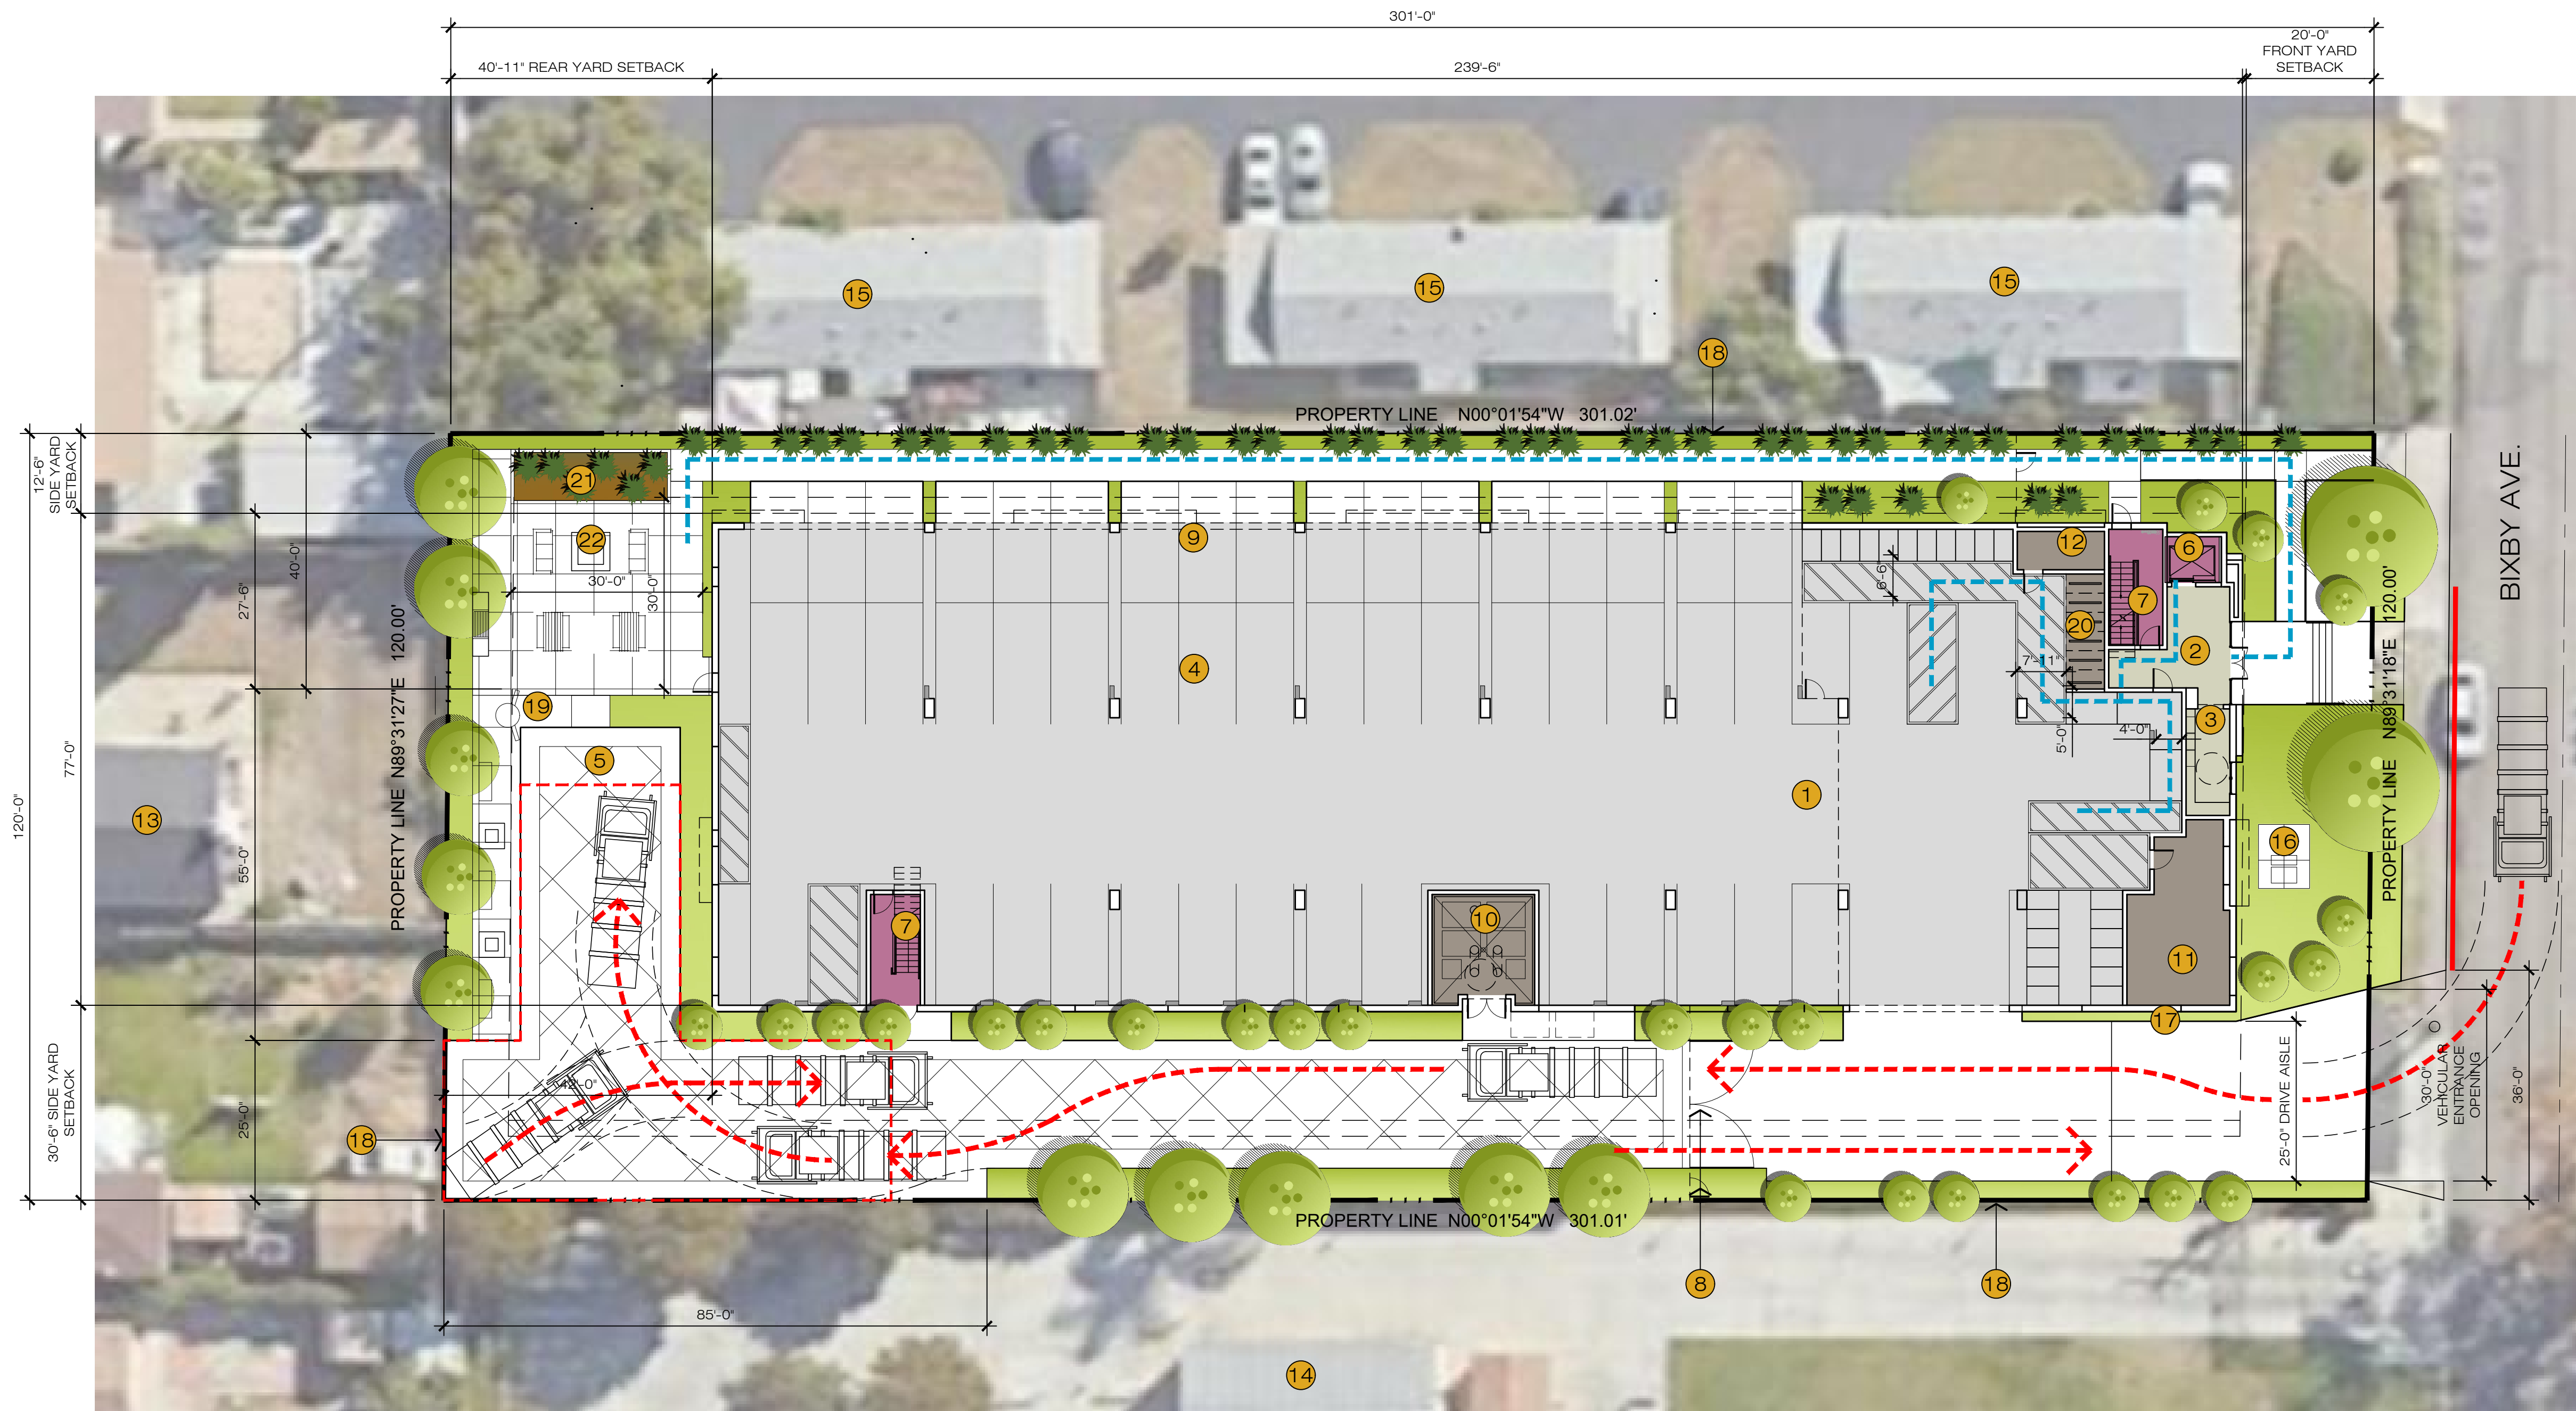 301'-0"
40'-11" REAR YARD SETBACK
239'-6"
20'-0"
FRONT YARD
SETBACK
15
15
15
18
PROPERTY LINE N00°01'54"W 301.02'
12'-6"
SIDE YARD
SETBACK
40'-0"
27'-6"
77'-0"
120'-0"
55'-0"
25'-0"
30'-6" SIDE YARD
SETBACK
PROPERTY LINE N89°31'27"E 120.00'
21
22
30'-0"
30'-0"
19
5
9
4
1
6'-6"
12
6
7
20
2
7'-11"
3
5'-0"
4'-0"
16
11
17
7
10
13
18
42'-0"
BIXBY AVE.
PROPERTY LINE N89°31'18"E 120.00'
25'-0" DRIVE AISLE
30'-0"
VEHICULAR
ENTRANCE
OPENING
36'-0"
PROPERTY LINE N00°01'54"W 301.01'
8
18
85'-0"
14